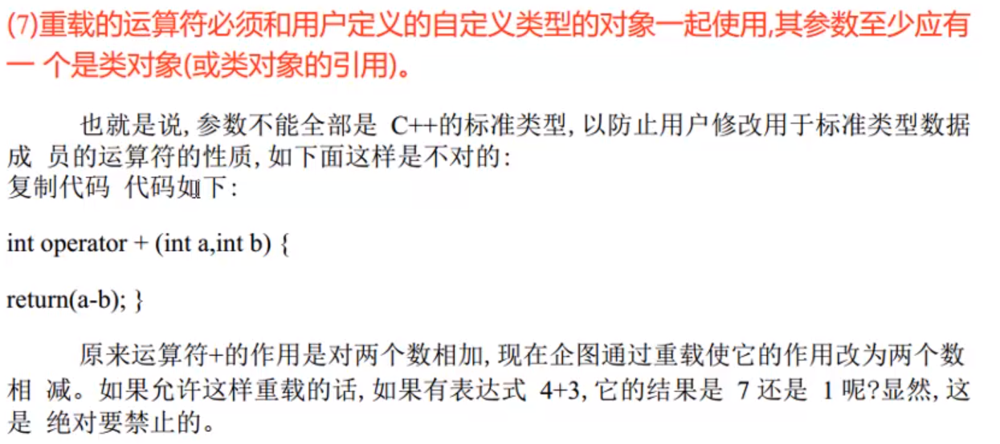 (7)重载的运算符必须和用户定义的自定义类型的对象一起使用,其参数至少应有
一 个是类对象(或类对象的引用)。
也就是说,参数不能全部是 C++的标准类型,以防止用户修改用于标准类型数据
成 员的运算符的性质,如下面这样是不对的:
复制代码 代码如下:
int operator + (int a,int b) {
return(a-b); }
原来运算符+的作用是对两个数相加,现在企图通过重载使它的作用改为两个数
相 减。如果允许这样重载的话,如果有表达式 4+3,它的结果是 7 还是 1 呢?显然,这
是 绝对要禁止的。